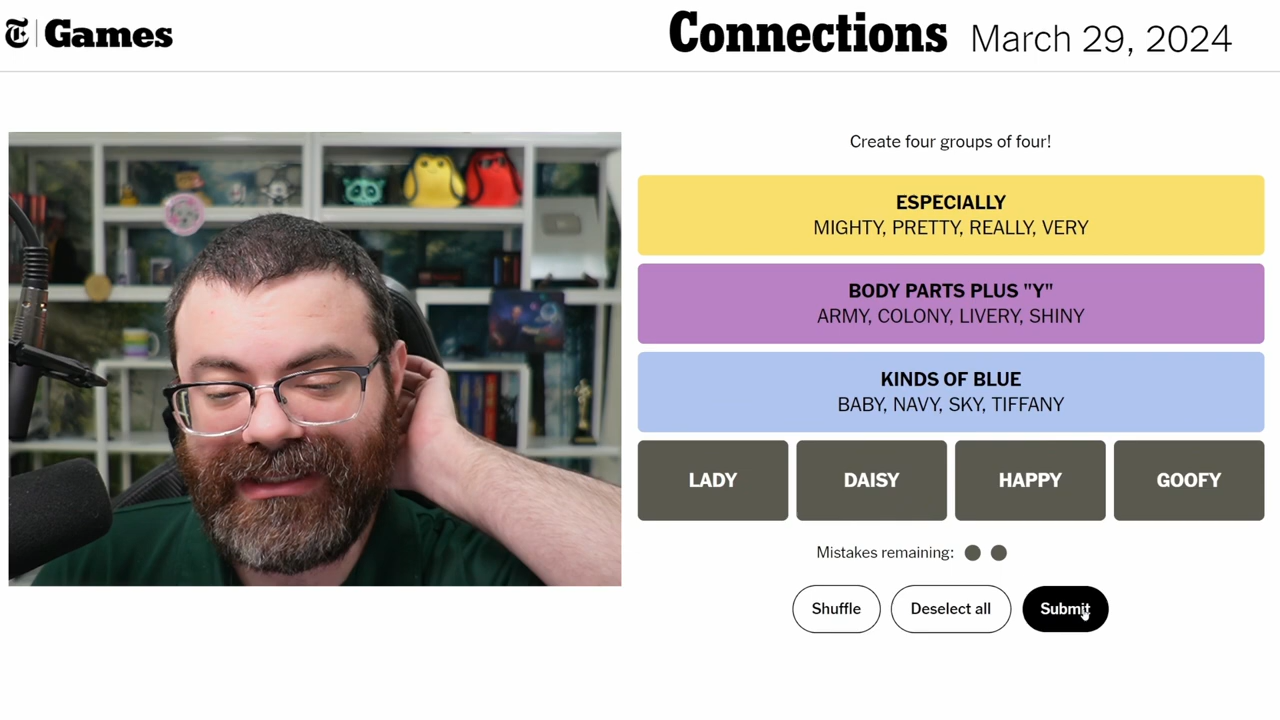 T Games
Connections March 29, 2024
Create four groups of four!
ESPECIALLY
MIGHTY, PRETTY, REALLY, VERY
BODY PARTS PLUS "Y"
ARMY, COLONY, LIVERY, SHINY
KINDS OF BLUE
BABY, NAVY, SKY, TIFFANY
LADY DAISY HAPPY GOOFY
Mistakes remaining:
Shuffle Deselect all Submit